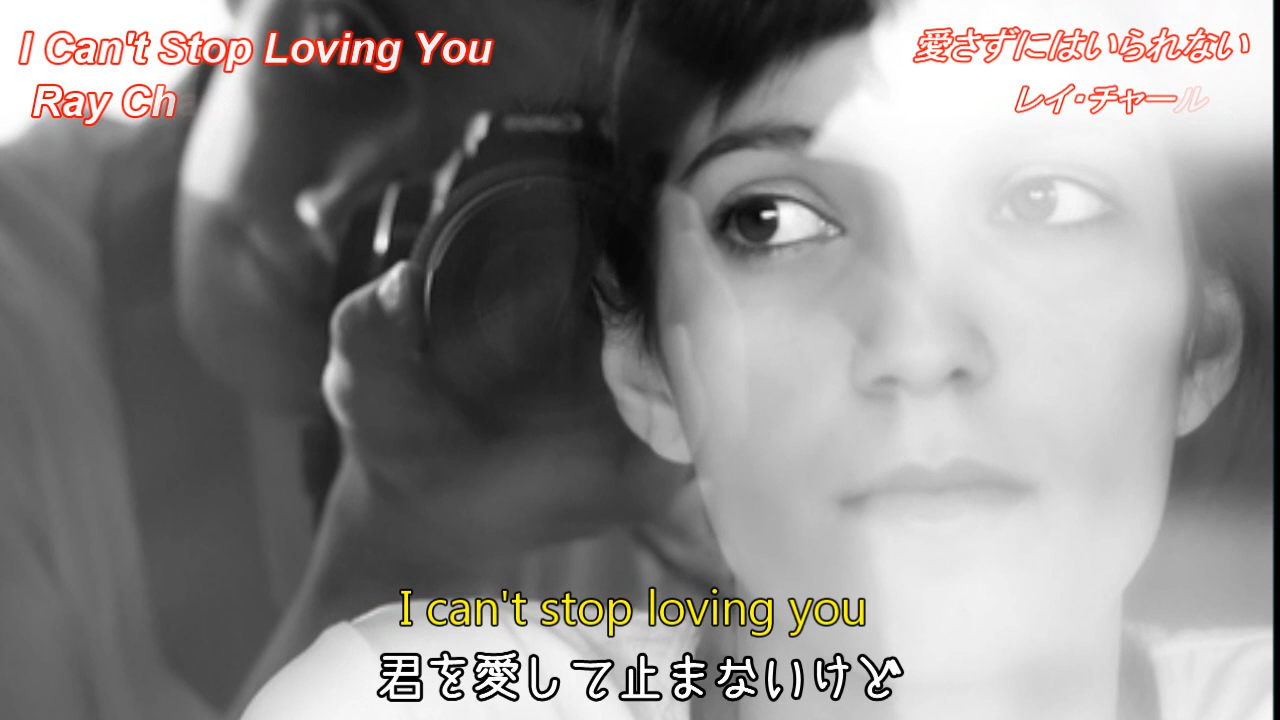 I Can't Stop Loving You
Ray Cha
愛さずにはいられない
レイ・チャール
I can't stop loving you
君を愛して止まないけど